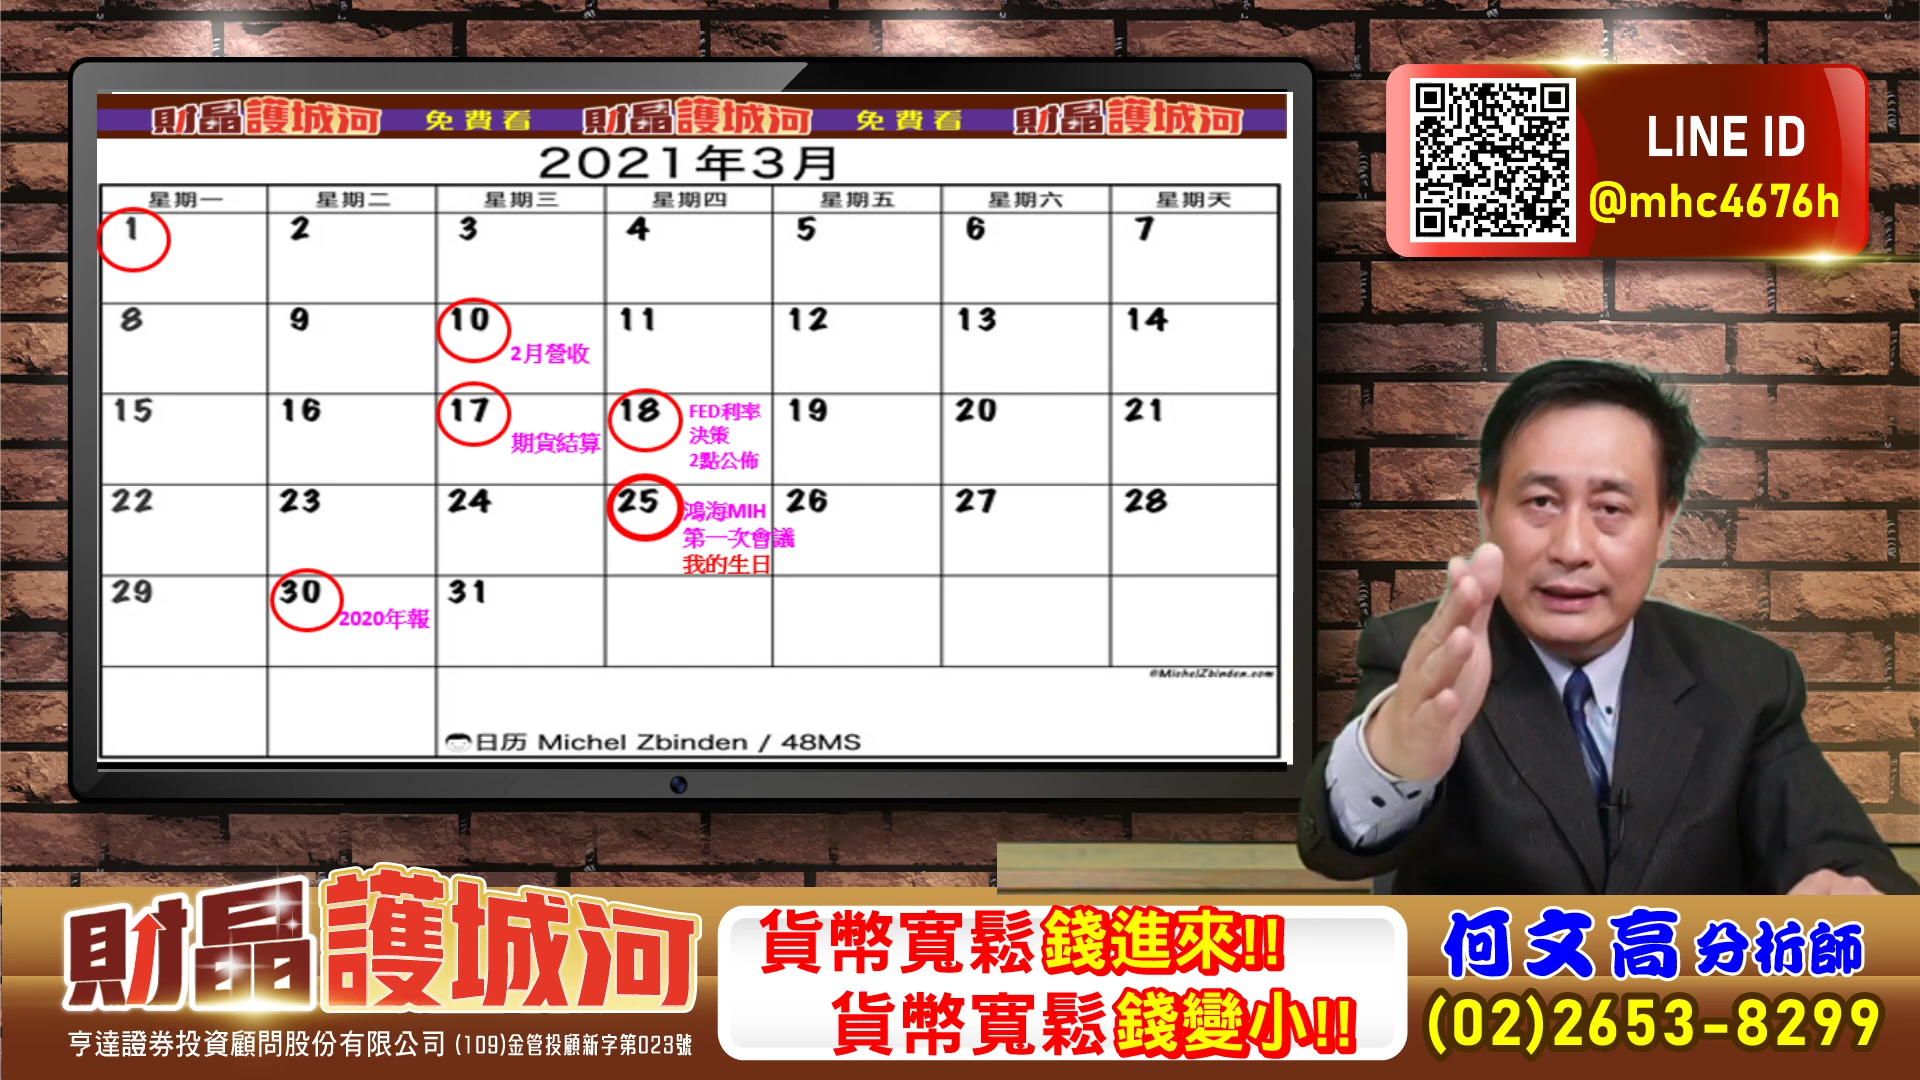 財晶護城河 免費看 財晶護城河 免費看 財晶護城河
2021年3月
星期一 星期二 星期三 星期四 星期五 星期六 星期天
1 2 3 4 5 6 7
8 9 10 11 12 13 14
2月營收
15 16 17 18 19 20 21
期貨結算
FED利率
決策
2點公佈
22 23 24 25 26 27 28
鴻海MIH
第一次會議
我的生日
29 30 31
2020年報
©MichelZbinden.com
日历 Michel Zbinden / 48MS
LINE ID
@mhc4676h
財晶護城河
亨達證券投資顧問股份有限公司 (109)金管投顧新字第023號
貨幣寬鬆錢進來!!
貨幣寬鬆錢變小!!
何文高分析師
(02)2653-8299